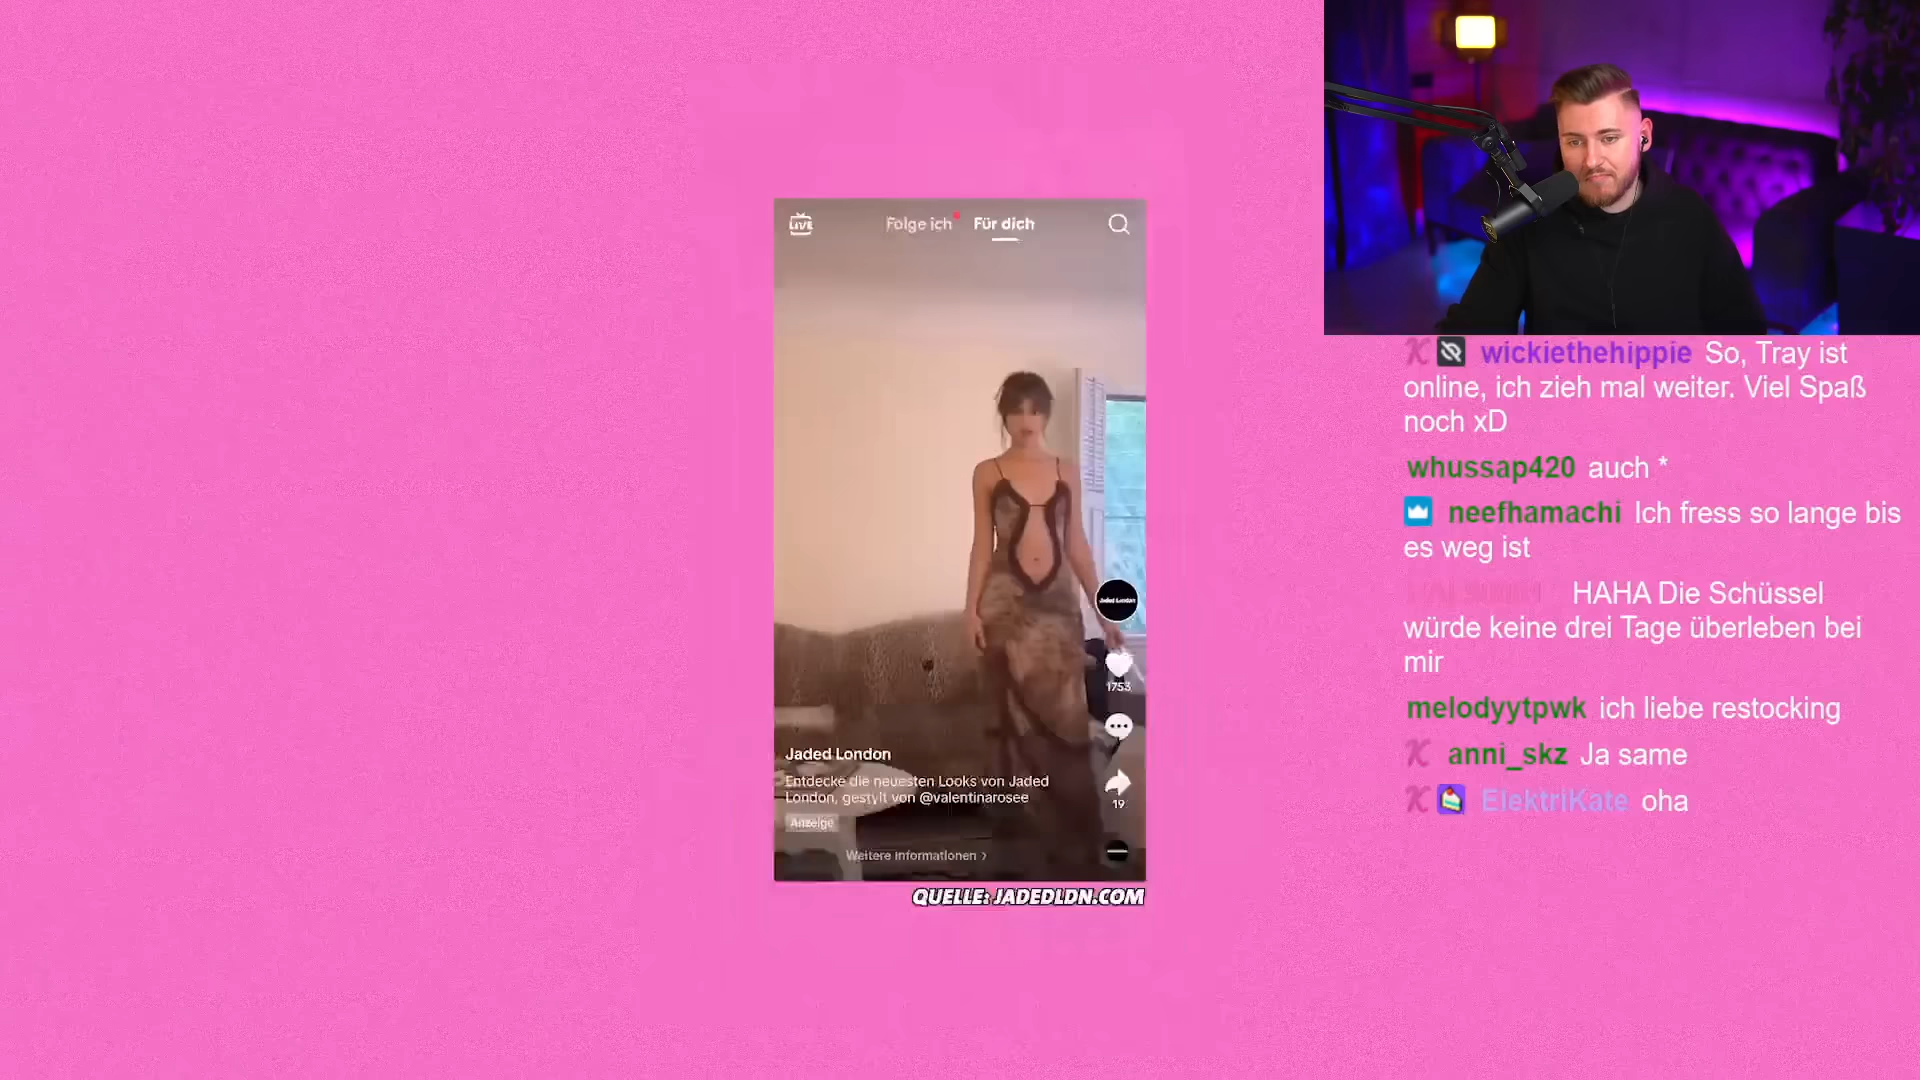 LIVE
Folge ich
Für dich
Jaded London
1753
19
Jaded London
Entdecke die neuesten Looks von Jaded
London, gestylt von @valentinarosee
Anzeige
Weitere Informationen >
QUELLE: JADEDLDN.COM
wickiethehippie So, Tray ist
online, ich zieh mal weiter. Viel Spaß
noch xD
whussap420 auch *
neefhamachi Ich fress so lange bis
es weg ist
HAHA Die Schüssel
würde keine drei Tage überleben bei
mir
melodyytpwk ich liebe restocking
anni_skz Ja same
ElektriKate oha